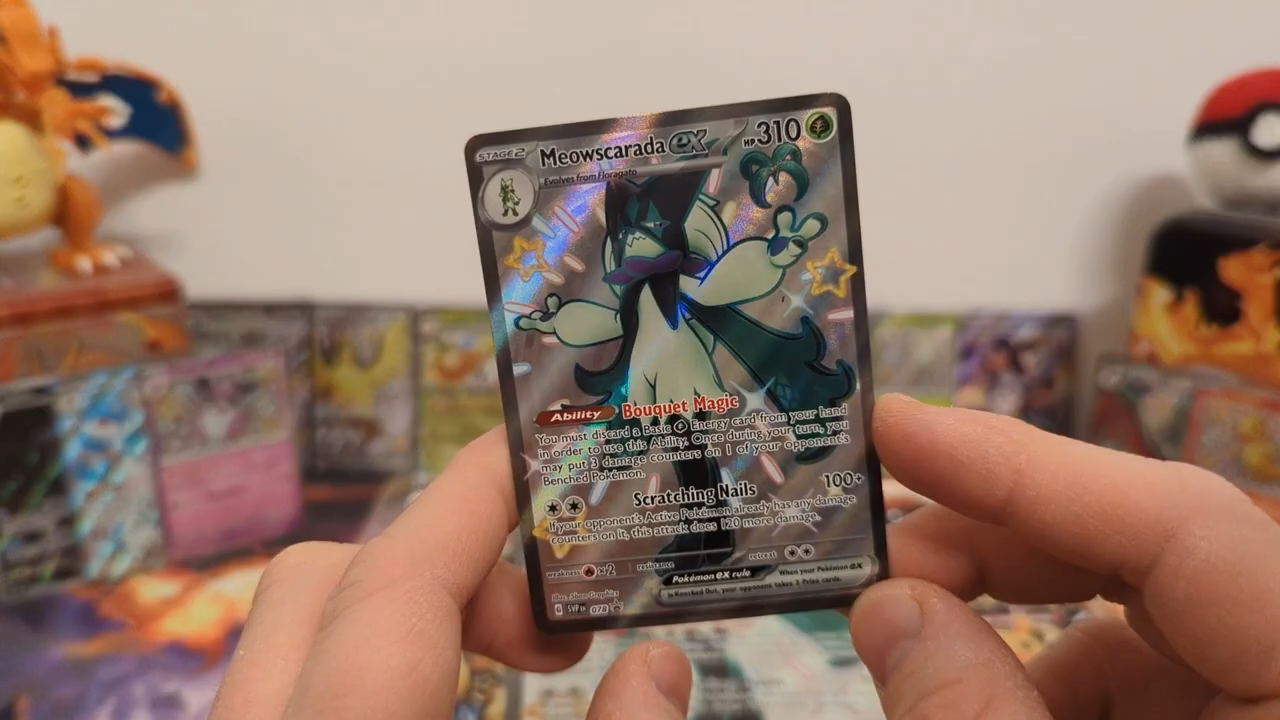 STAGE2 Meowscarada ex HP 310
Evolves from Floragato
Ability Bouquet Magic
You must discard a Basic Energy card from your hand
in order to use this Ability. Once during your turn, you
may put 3 damage counters on 1 of your opponent's
Benched Pokémon.
Scratching Nails 100+
If your opponent's Active Pokémon already has any damage
counters on it, this attack does 120 more damage.
weakness ×2 resistance retreat
Pokémon ex rule When your Pokémon ex
is Knocked Out, your opponent takes 2 Prize cards.
Illus. 5ban Graphics
G SVP EN 078